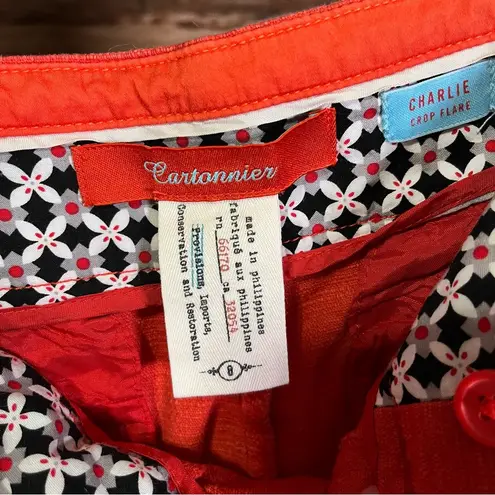 CHARLIE
CROP FLARE
Cartonnier
made in philippines
fabriqué aux philippines
rn 66170 ca 32054
Provisions, Imports,
Conservation and Restoration
8